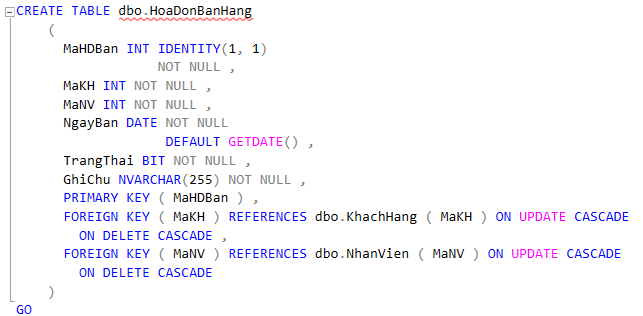 CREATE TABLE dbo.HoaDonBanHang
(
MaHDBan INT IDENTITY(1, 1)
NOT NULL ,
MaKH INT NOT NULL ,
MaNV INT NOT NULL ,
NgayBan DATE NOT NULL
DEFAULT GETDATE() ,
TrangThai BIT NOT NULL ,
GhiChu NVARCHAR(255) NOT NULL ,
PRIMARY KEY ( MaHDBan ) ,
FOREIGN KEY ( MaKH ) REFERENCES dbo.KhachHang ( MaKH ) ON UPDATE CASCADE
ON DELETE CASCADE ,
FOREIGN KEY ( MaNV ) REFERENCES dbo.NhanVien ( MaNV ) ON UPDATE CASCADE
ON DELETE CASCADE
)
GO